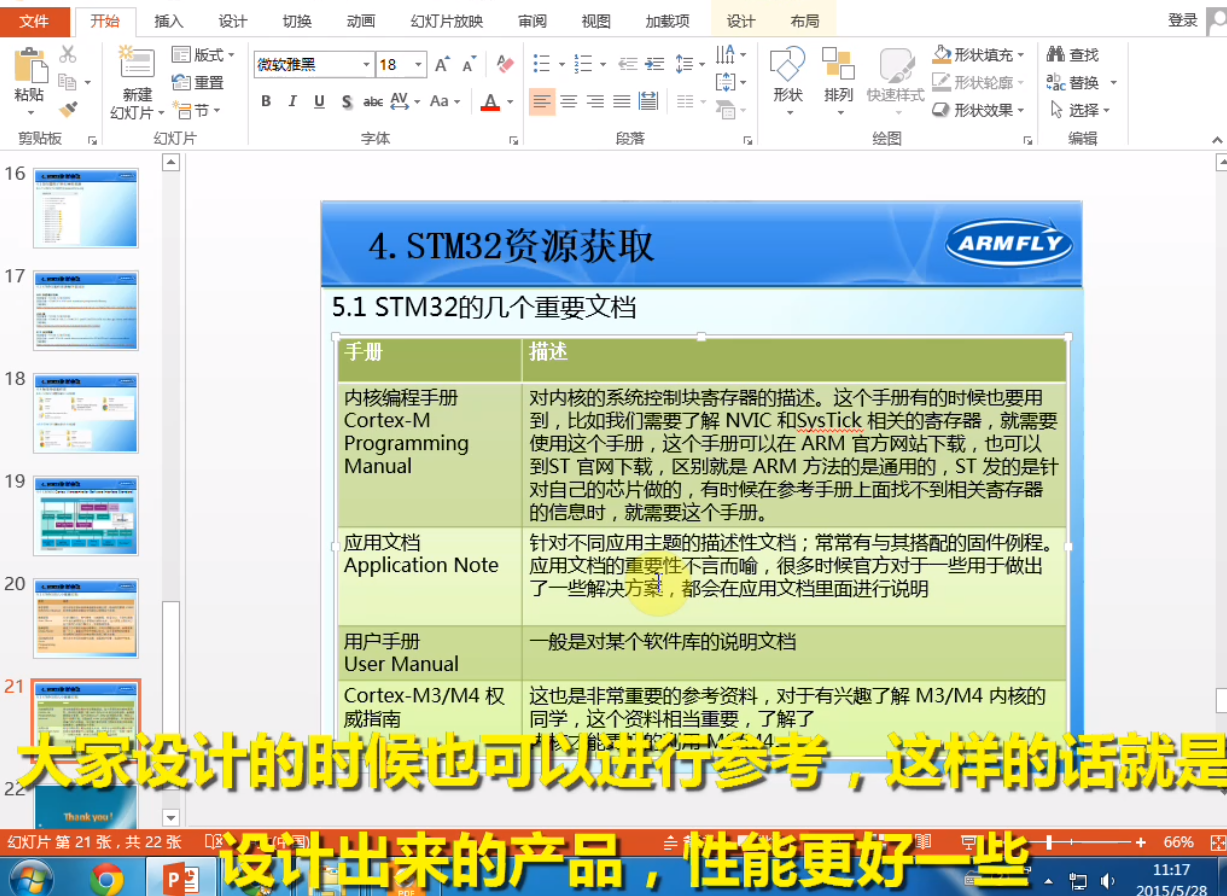 文件 开始 插入 设计 切换 动画 幻灯片放映 审阅 视图 加载项 设计 布局 登录
粘贴
新建
幻灯片
版式
重置
节
微软雅黑 18
B I U S abc AV Aa A
形状 排列 快速样式
形状填充
形状轮廓
形状效果
查找
替换
选择
剪贴板 幻灯片 字体 段落 绘图 编辑
16
17
18
19
20
21
22
Thank you !
4.STM32资源获取
ARMFLY
5.1 STM32的几个重要文档
手册 描述
内核编程手册
Cortex-M
Programming
Manual
对内核的系统控制块寄存器的描述。这个手册有的时候也要用
到，比如我们需要了解 NVIC 和SysTick 相关的寄存器，就需要
使用这个手册，这个手册可以在 ARM 官方网站下载，也可以
到ST 官网下载，区别就是 ARM 方法的是通用的，ST 发的是针
对自己的芯片做的，有时候在参考手册上面找不到相关寄存器
的信息时，就需要这个手册。
应用文档
Application Note
针对不同应用主题的描述性文档；常常有与其搭配的固件例程。
应用文档的重要性不言而喻，很多时候官方对于一些用于做出
了一些解决方案，都会在应用文档里面进行说明
用户手册
User Manual
一般是对某个软件库的说明文档
Cortex-M3/M4 权
威指南
这也是非常重要的参考资料，对于有兴趣了解 M3/M4 内核的
同学，这个资料相当重要，了解了
大家设计的时候也可以进行参考，这样的话就是
设计出来的产品，性能更好一些
幻灯片 第 21 张，共 22 张
66%
11:17
2015/5/28